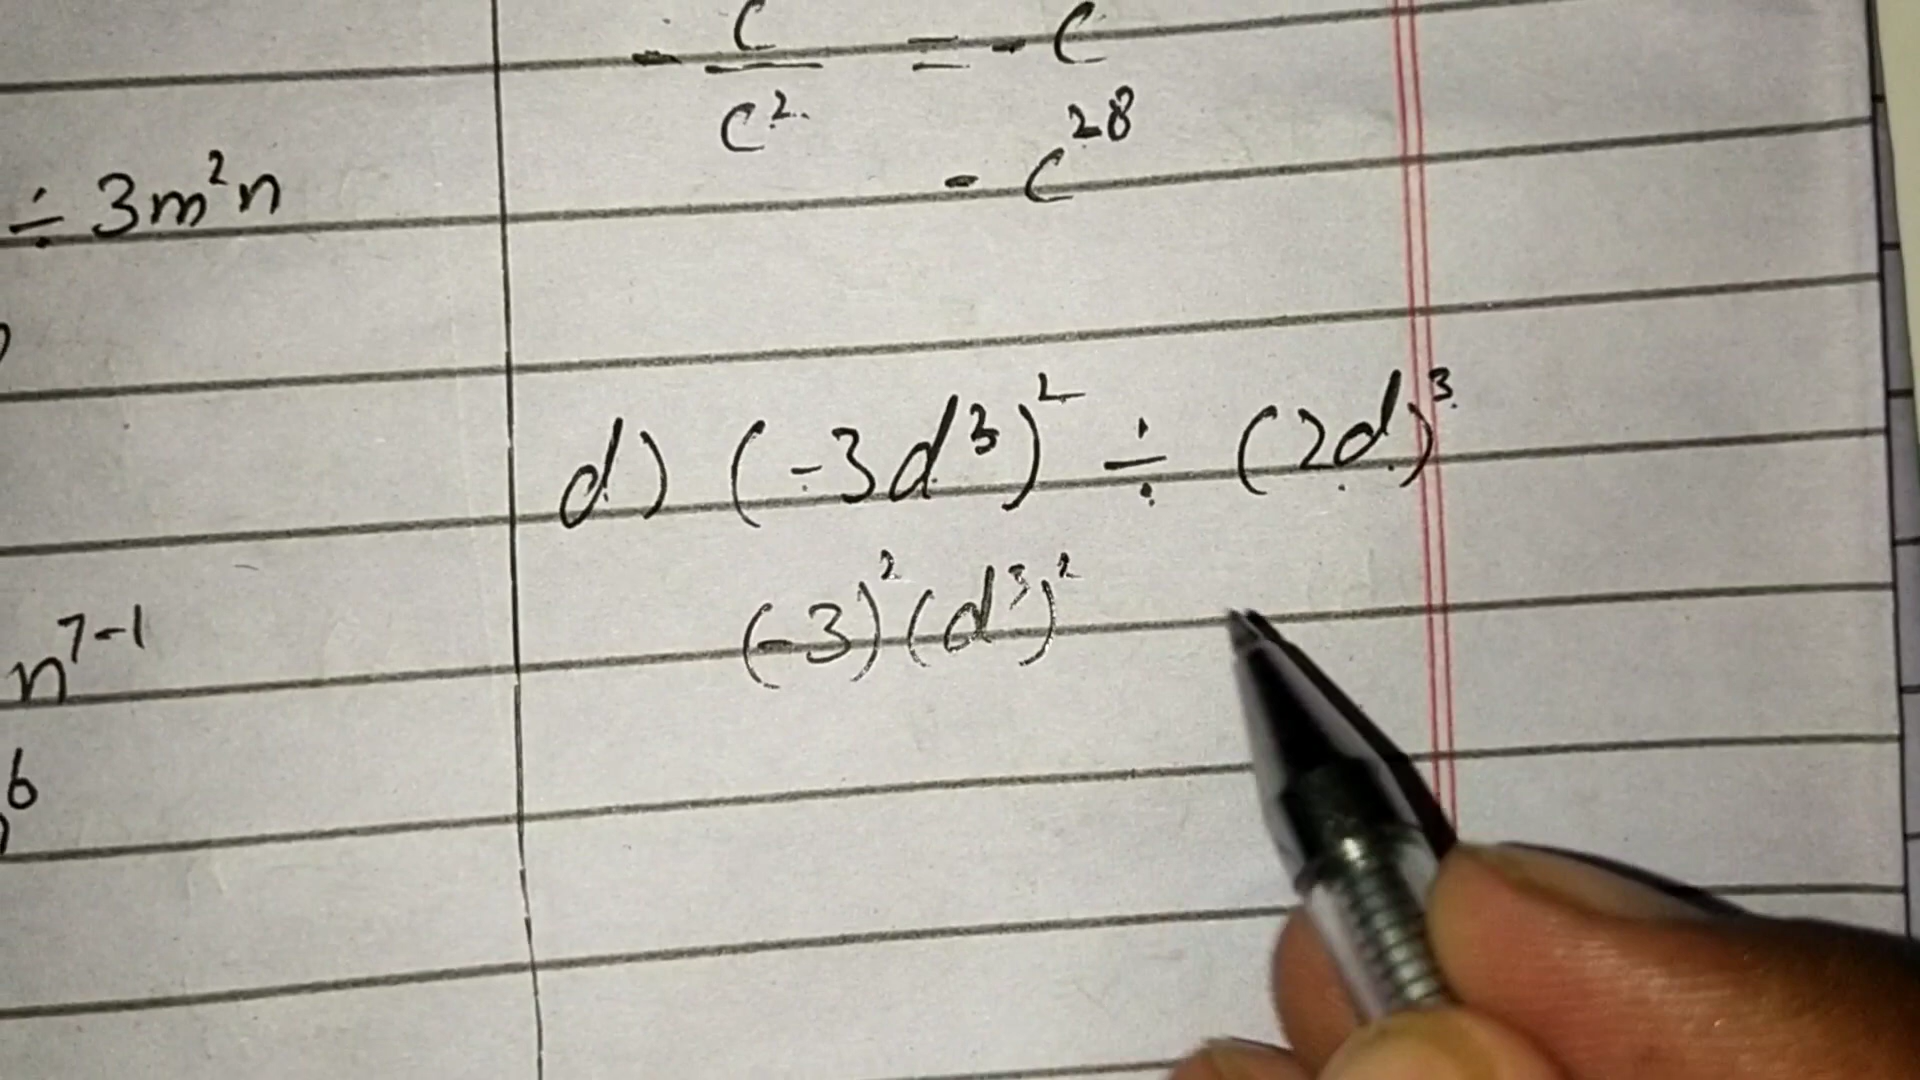 ÷ 3m²n
n⁷⁻¹
6
- c/c² = - c
- c²⁸
d) (-3d³)² ÷ (2d)³
(-3)²(d³)²